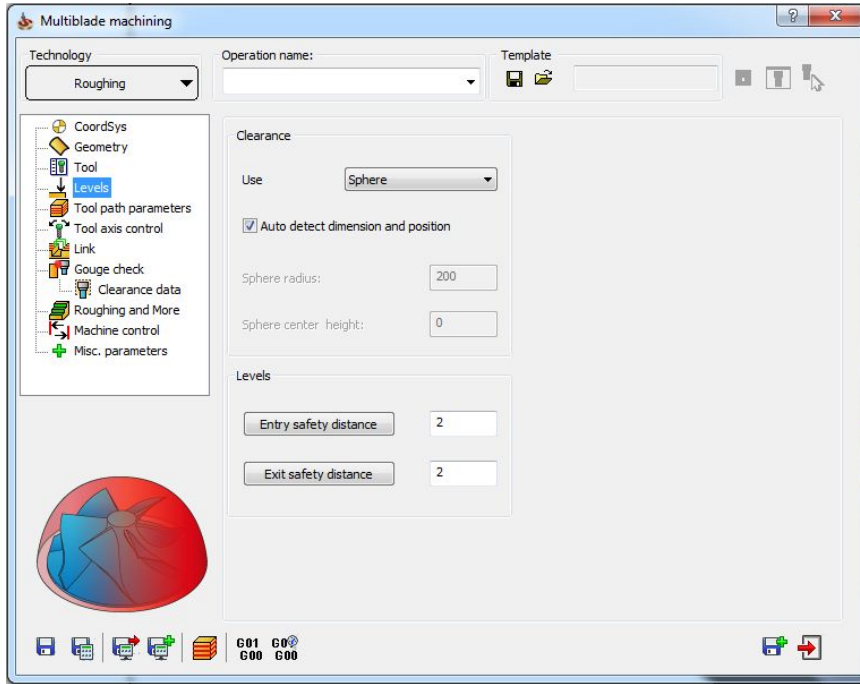 Multiblade machining
Technology
Roughing
Operation name:
Template
CoordSys
Geometry
Tool
Levels
Tool path parameters
Tool axis control
Link
Gouge check
Clearance data
Roughing and More
Machine control
Misc. parameters
Clearance
Use Sphere
Auto detect dimension and position
Sphere radius: 200
Sphere center height: 0
Levels
Entry safety distance 2
Exit safety distance 2
G01 G0
G00 G00